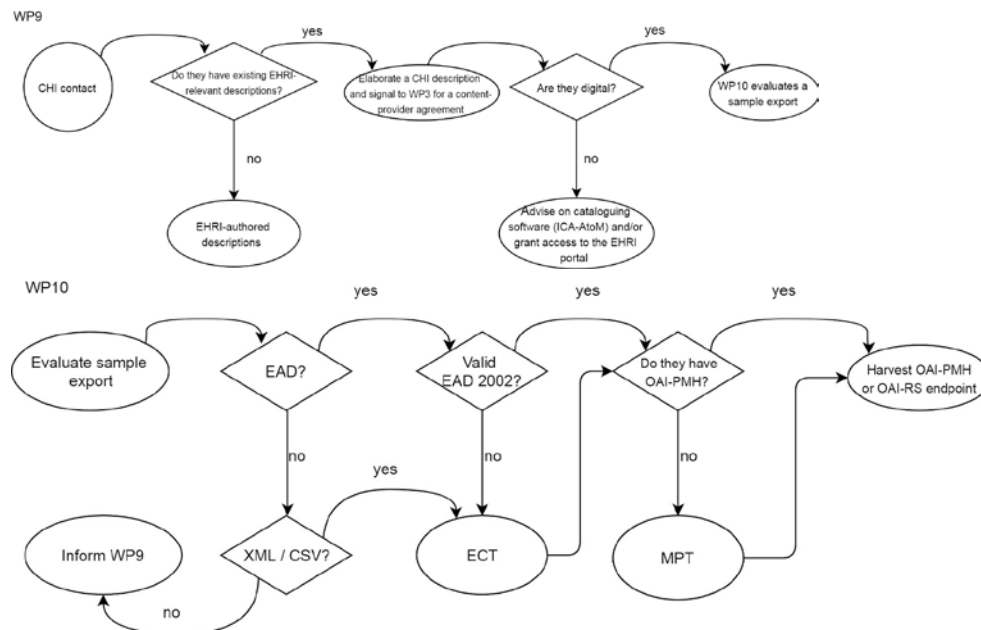 WP9
yes
yes
CHI contact
Do they have existing EHRI-
relevant descriptions?
Elaborate a CHI description
and signal to WP3 for a content-
provider agreement
Are they digital?
WP10 evaluates a
sample export
no
no
EHRI-authored
descriptions
Advise on cataloguing
software (ICA-AtoM) and/or
grant access to the EHRI
portal
WP10
yes
yes
yes
Evaluate sample
export
EAD?
Valid
EAD 2002?
Do they have
OAI-PMH?
Harvest OAI-PMH
or OAI-RS endpoint
no
no
no
yes
Inform WP9
XML / CSV?
ECT
MPT
no